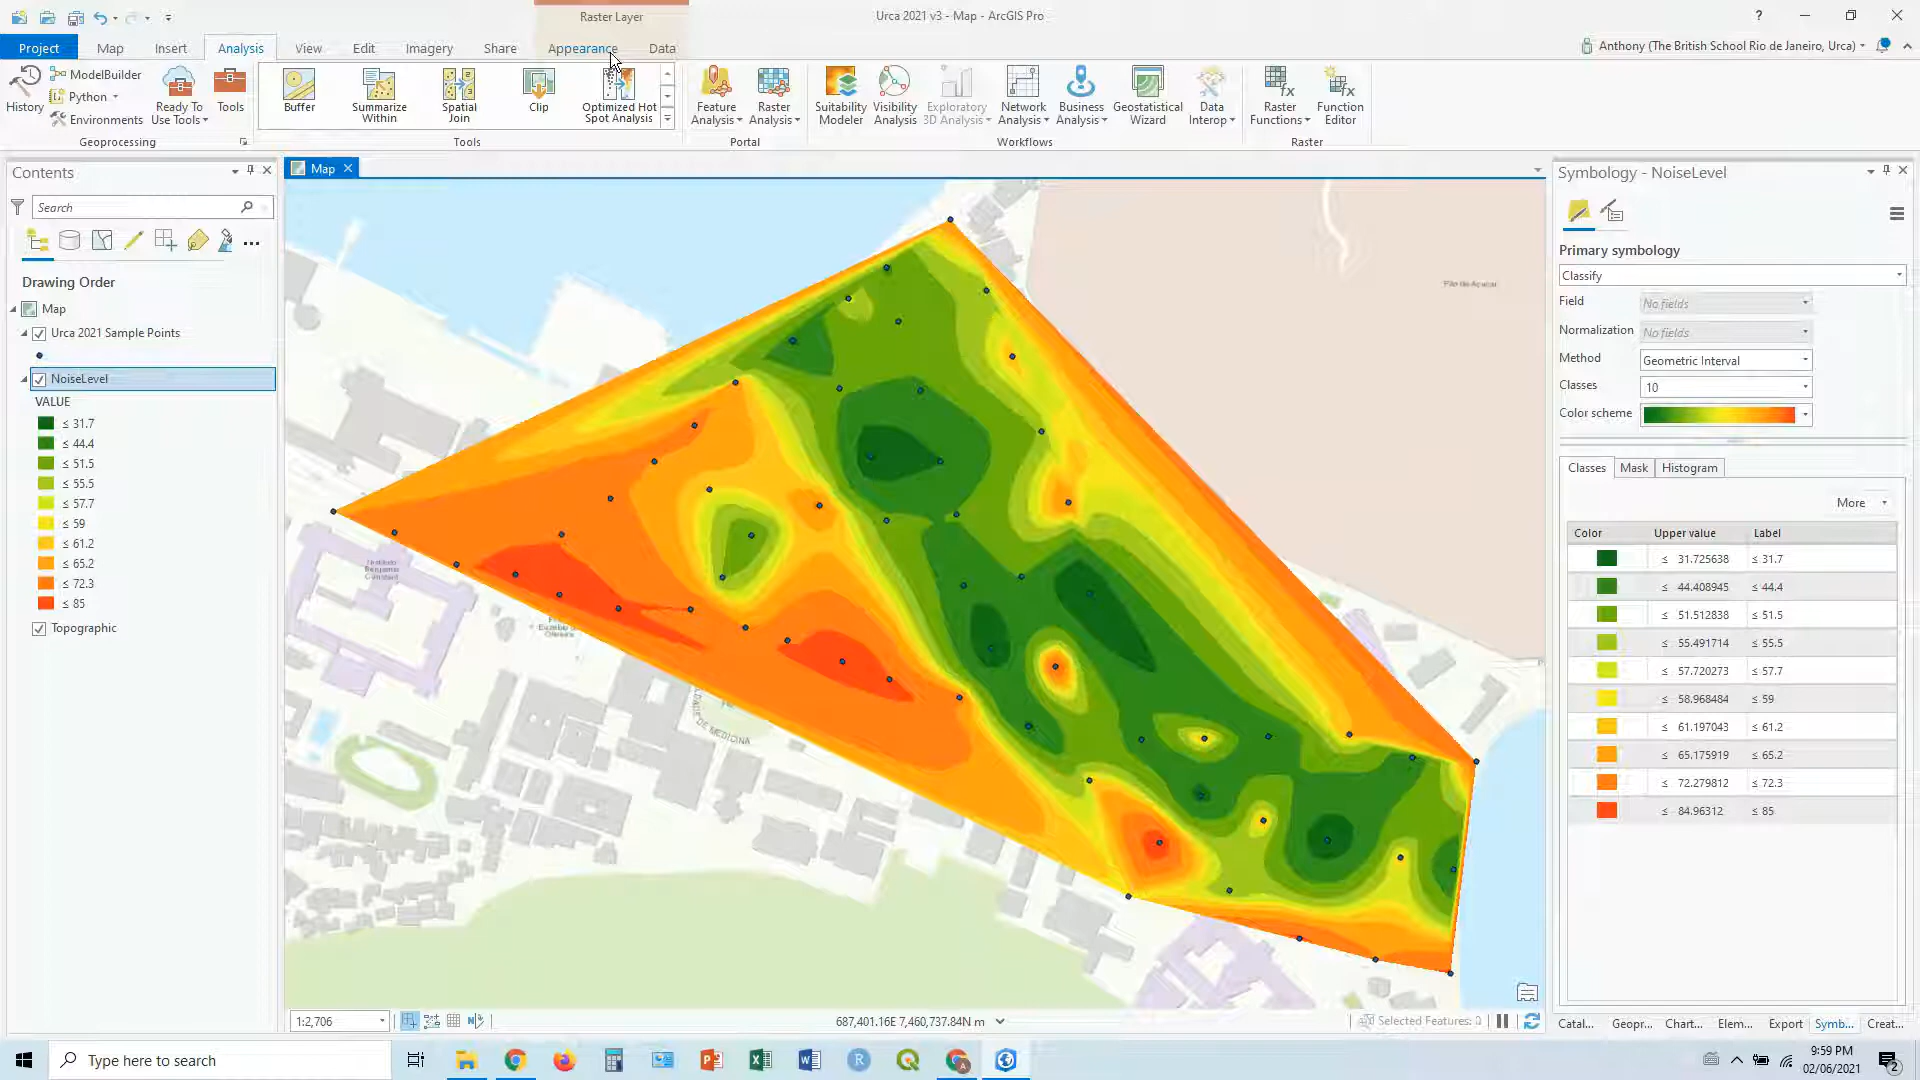 Raster Layer
Urca 2021 v3 - Map - ArcGIS Pro
?
Project
Map
Insert
Analysis
View
Edit
Imagery
Share
Appearance
Data
Anthony (The British School Rio de Janeiro, Urca)
History
ModelBuilder
Python
Environments
Ready To
Use Tools
Tools
Geoprocessing
Buffer
Summarize
Within
Spatial
Join
Clip
Optimized Hot
Spot Analysis
Tools
Feature
Analysis
Raster
Analysis
Portal
Suitability
Modeler
Visibility
Analysis
Exploratory
3D Analysis
Network
Analysis
Business
Analysis
Geostatistical
Wizard
Data
Interop
Workflows
Raster
Functions
Function
Editor
Raster
Contents
Search
Drawing Order
Map
Urca 2021 Sample Points
NoiseLevel
VALUE
≤ 31.7
≤ 44.4
≤ 51.5
≤ 55.5
≤ 57.7
≤ 59
≤ 61.2
≤ 65.2
≤ 72.3
≤ 85
Topographic
Map
Instituto
Benjamin
Constant
DE MEDICINA
1:2,706
687,401.16E 7,460,737.84N m
Selected Features: 0
Symbology - NoiseLevel
Primary symbology
Classify
Field
No fields
Normalization
No fields
Method
Geometric Interval
Classes
10
Color scheme
Classes
Mask
Histogram
More
Color
Upper value
Label
≤ 31.725638 ≤ 31.7
≤ 44.408945 ≤ 44.4
≤ 51.512838 ≤ 51.5
≤ 55.491714 ≤ 55.5
≤ 57.720273 ≤ 57.7
≤ 58.968484 ≤ 59
≤ 61.197043 ≤ 61.2
≤ 65.175919 ≤ 65.2
≤ 72.279812 ≤ 72.3
≤ 84.96312 ≤ 85
Catal...
Geopr...
Chart...
Elem...
Export
Symb...
Creat...
Type here to search
9:59 PM
02/06/2021
2